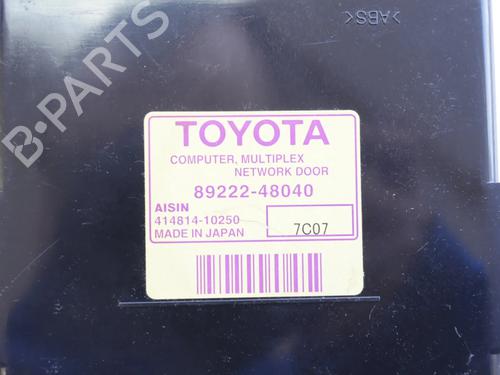 >ABS<
B-PARTS
TOYOTA
COMPUTER, MULTIPLEX
NETWORK DOOR
89222-48040
AISIN
414814-10250
MADE IN JAPAN
7C07